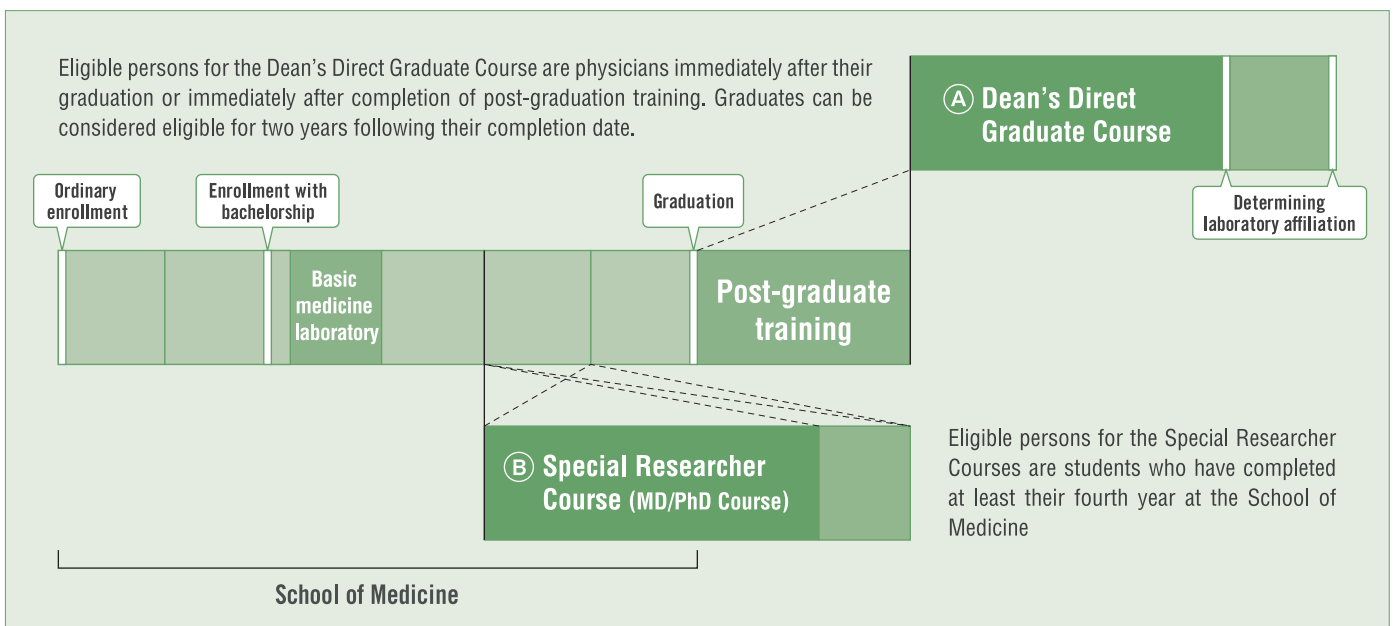 Eligible persons for the Dean's Direct Graduate Course are physicians immediately after their
graduation or immediately after completion of post-graduation training. Graduates can be
considered eligible for two years following their completion date.
Ⓐ Dean's Direct
Graduate Course
Ordinary
enrollment
Enrollment with
bachelorship
Graduation
Determining
laboratory affiliation
Basic
medicine
laboratory
Post-graduate
training
Ⓑ Special Researcher
Course (MD/PhD Course)
Eligible persons for the Special Researcher
Courses are students who have completed
at least their fourth year at the School of
Medicine
School of Medicine